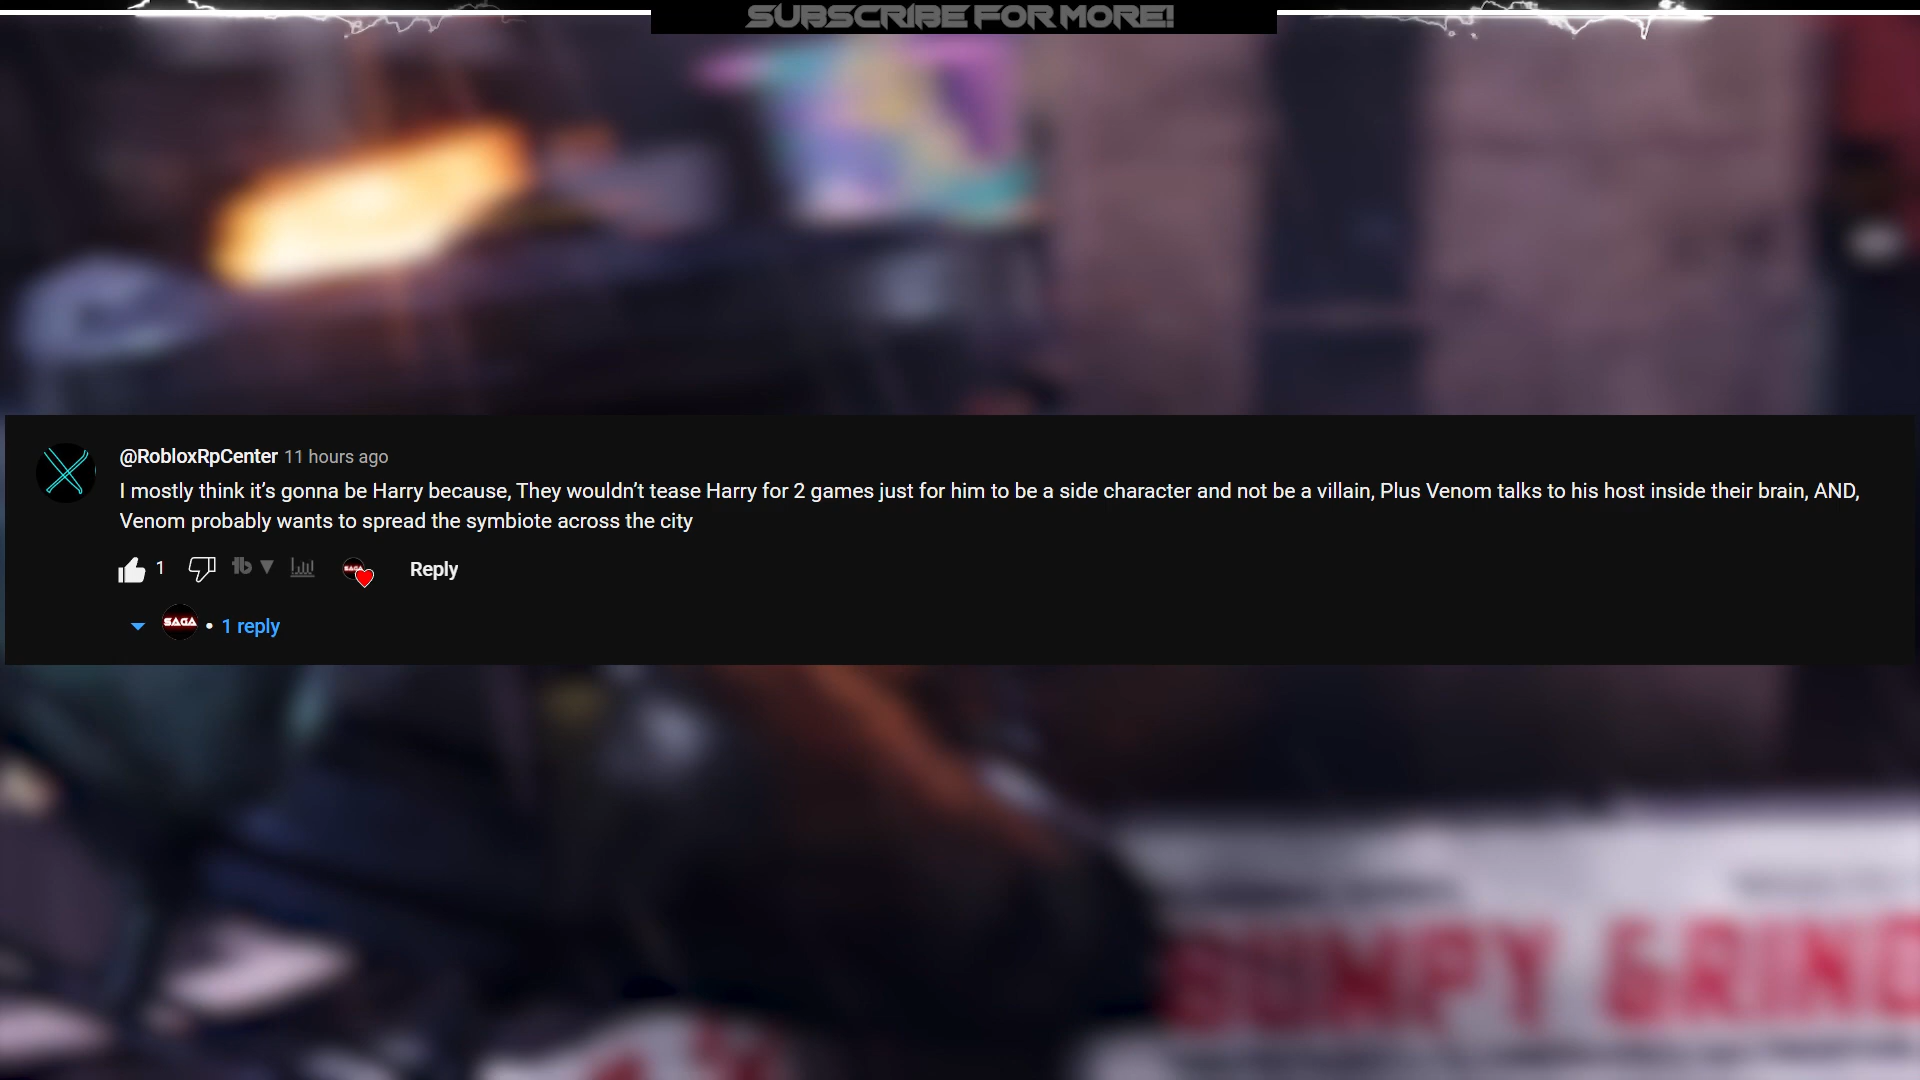 SUBSCRIBE FOR MORE!
@RobloxRpCenter 11 hours ago
I mostly think it’s gonna be Harry because, They wouldn’t tease Harry for 2 games just for him to be a side character and not be a villain, Plus Venom talks to his host inside their brain, AND,
Venom probably wants to spread the symbiote across the city
1 tb SAGA Reply
SAGA • 1 reply